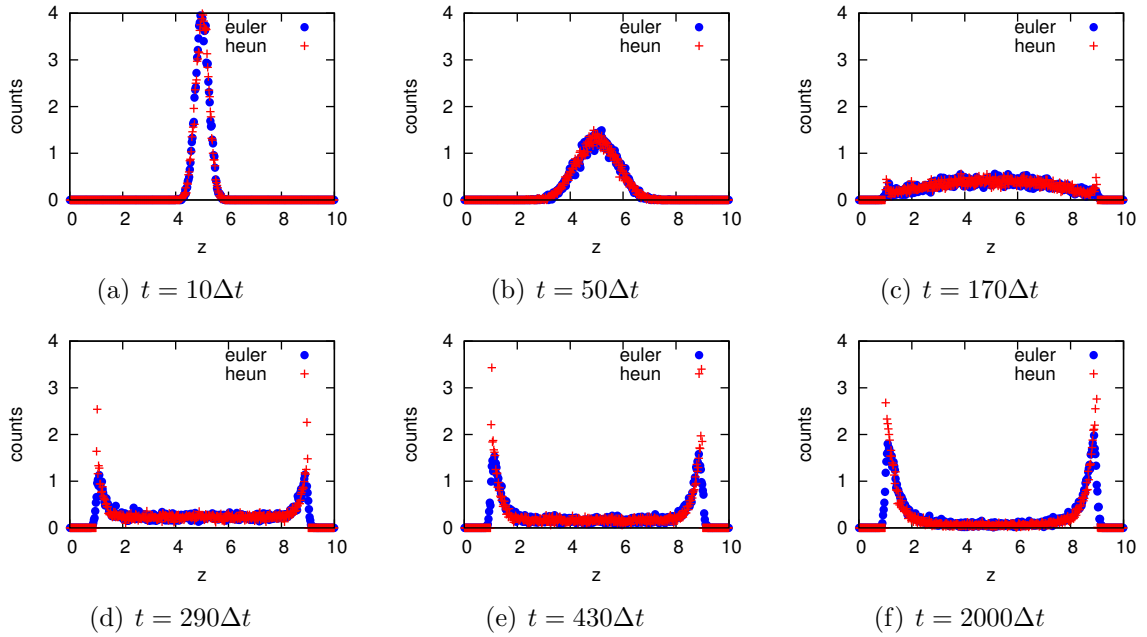 4
3
2
1
0
counts
euler
heun
0 2 4 6 8 10
z
(a) t = 10Δt
4
3
2
1
0
counts
euler
heun
0 2 4 6 8 10
z
(b) t = 50Δt
4
3
2
1
0
counts
euler
heun
0 2 4 6 8 10
z
(c) t = 170Δt
4
3
2
1
0
counts
euler
heun
0 2 4 6 8 10
z
(d) t = 290Δt
4
3
2
1
0
counts
euler
heun
0 2 4 6 8 10
z
(e) t = 430Δt
4
3
2
1
0
counts
euler
heun
0 2 4 6 8 10
z
(f) t = 2000Δt